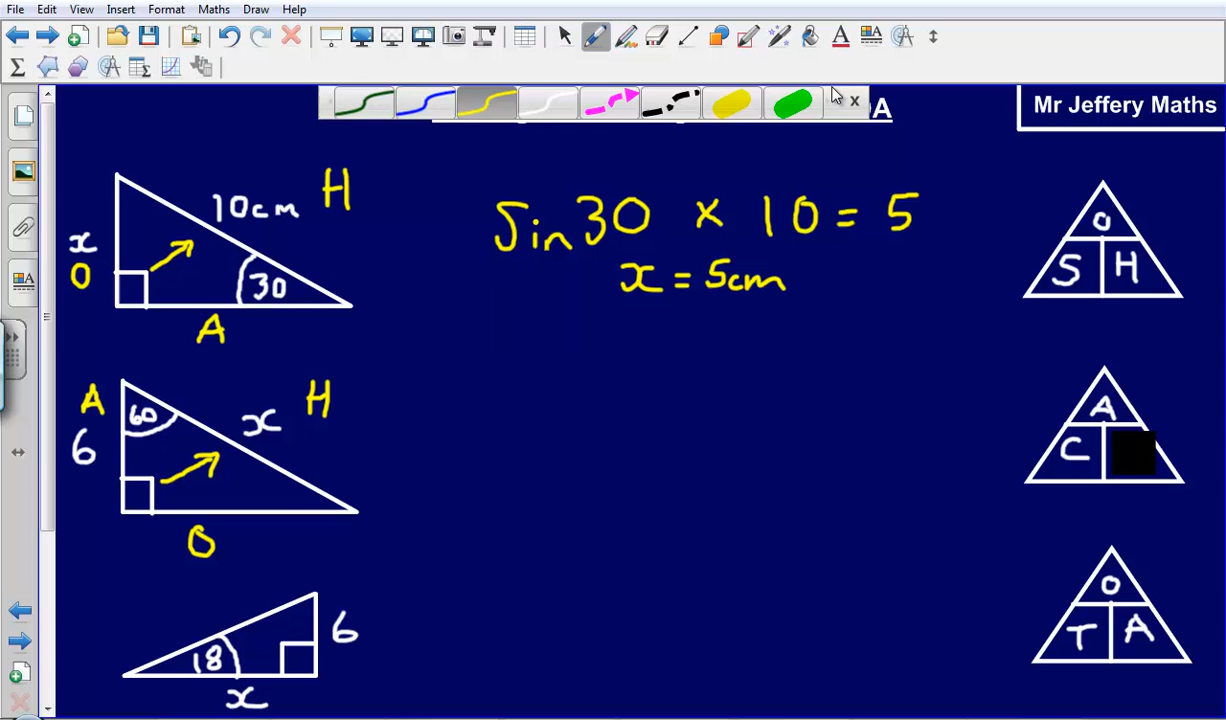 File Edit View Insert Format Maths Draw Help
x
A
Mr Jeffery Maths
10cm H
x
O
30
A
Sin30 x 10 = 5
x = 5cm
O
S H
A
60
6
x H
O
A
C
18
6
x
O
T A